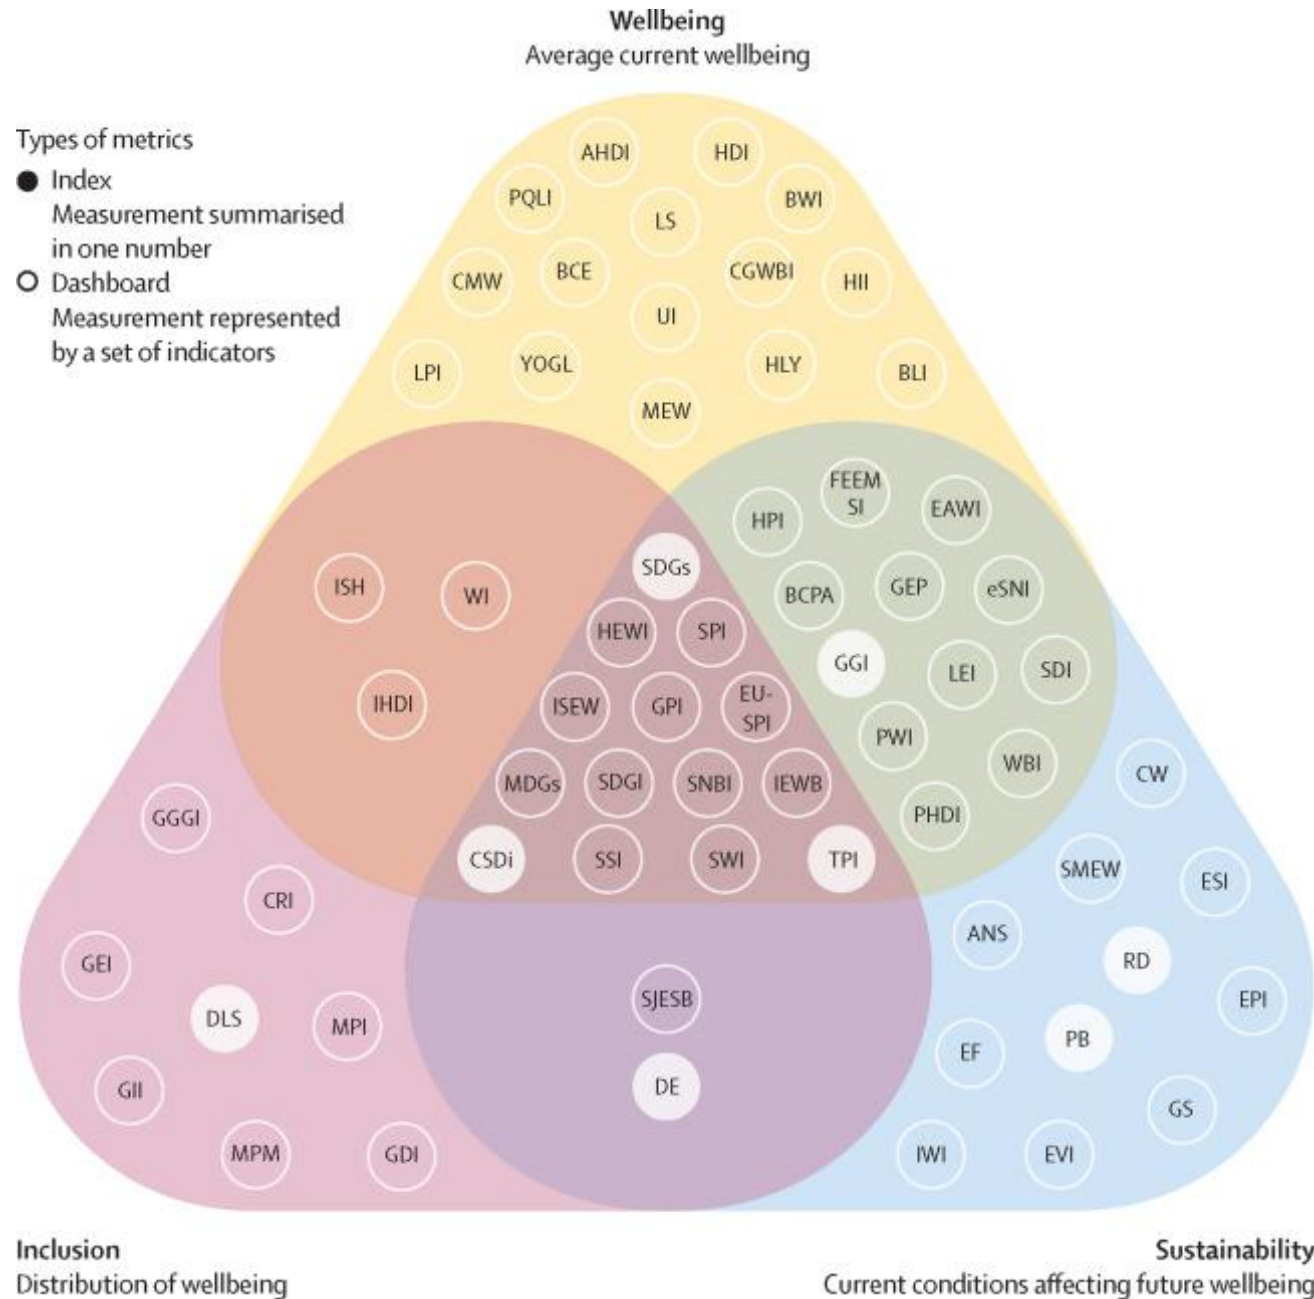 Wellbeing
Average current wellbeing
Types of metrics
Index
Measurement summarised
in one number
Dashboard
Measurement represented
by a set of indicators
AHDI
HDI
PQLI
LS
BWI
CMW
BCE
CGWBI
HII
UI
LPI
YOGL
HLY
BLI
MEW
FEEM
SI
HPI
EAWI
SDGs
ISH
WI
BCPA
GEP
eSNI
HEWI
SPI
GGI
LEI
SDI
IHDI
ISEW
GPI
EU-
SPI
PWI
WBI
CW
MDGs
SDGI
SNBI
IEWB
GGGI
PHDI
CSDi
SSI
SWI
TPI
SMEW
ESI
CRI
ANS
GEI
RD
SJESB
EPI
DLS
MPI
PB
EF
GII
DE
GS
MPM
GDI
IWI
EVI
Inclusion
Distribution of wellbeing
Sustainability
Current conditions affecting future wellbeing